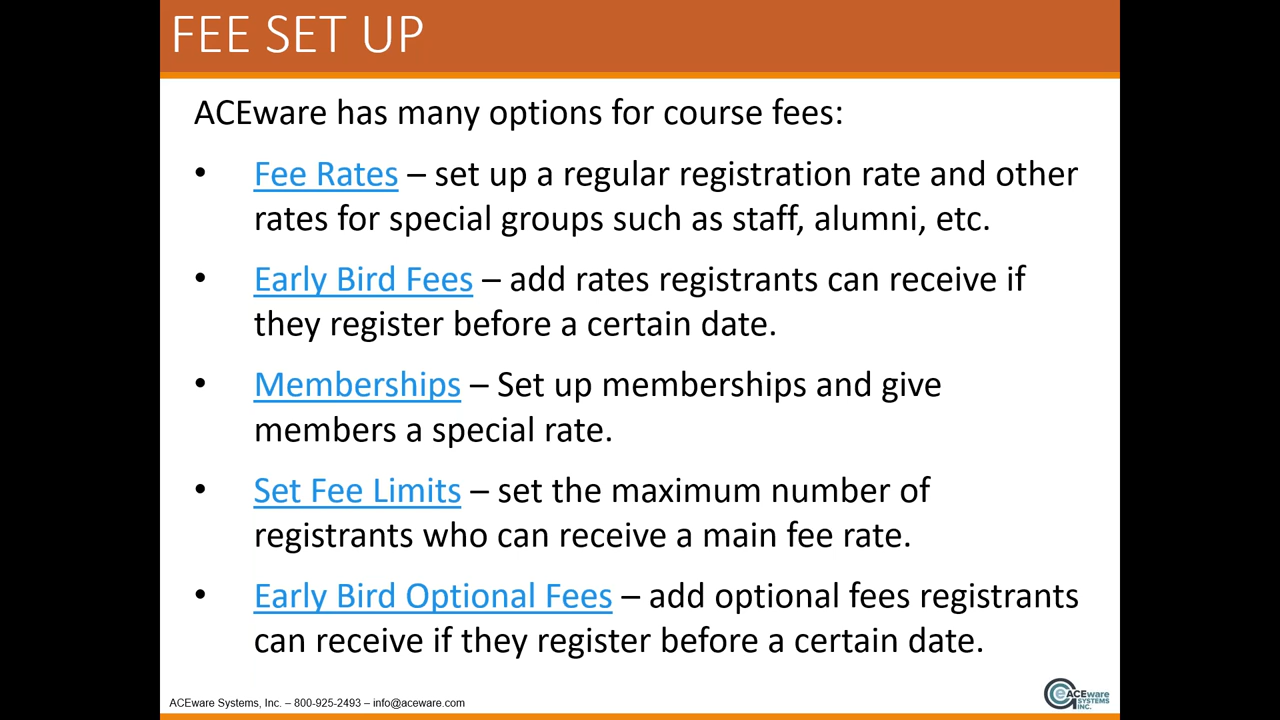 FEE SET UP
ACEware has many options for course fees:
• Fee Rates – set up a regular registration rate and other
rates for special groups such as staff, alumni, etc.
• Early Bird Fees – add rates registrants can receive if
they register before a certain date.
• Memberships – Set up memberships and give
members a special rate.
• Set Fee Limits – set the maximum number of
registrants who can receive a main fee rate.
• Early Bird Optional Fees – add optional fees registrants
can receive if they register before a certain date.
ACEware Systems, Inc. – 800-925-2493 – info@aceware.com
ACEware
SYSTEMS
INC.